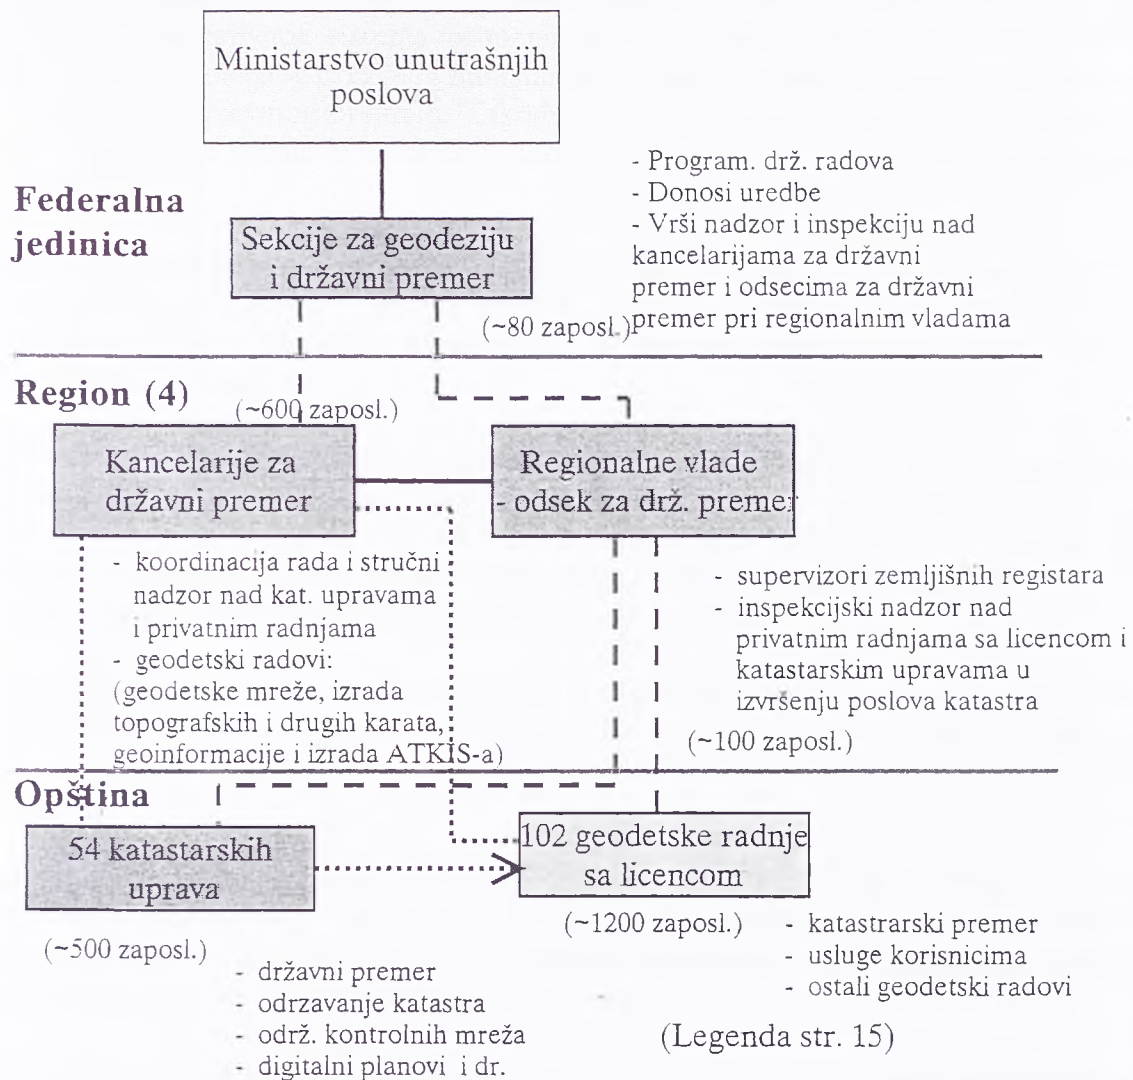 Ministarstvo unutrašnjih
poslova
Federalna
jedinica
Sekcije za geodeziju
i državni premer
(~80 zaposl.)
- Program. drž. radova
- Donosi uredbe
- Vrši nadzor i inspekciju nad
kancelarijama za državni
premer i odsecima za državni
premer pri regionalnim vladama
Region (4)
(~600 zaposl.)
Kancelarije za
državni premer
Regionalne vlade
- odsek za drž. premer
- koordinacija rada i stručni
nadzor nad kat. upravama
i privatnim radnjama
- geodetski radovi:
(geodetske mreže, izrada
topografskih i drugih karata,
geoinformacije i izrada ATKIS-a)
- supervizori zemljišnih registara
- inspekcijski nadzor nad
privatnim radnjama sa licencom i
katastarskim upravama u
izvršenju poslova katastra
(~100 zaposl.)
Opština
54 katastarskih
uprava
102 geodetske radnje
sa licencom
(~500 zaposl.)
- državni premer
- odrzavanje katastra
- održ. kontrolnih mreža
- digitalni planovi i dr.
(~1200 zaposl.)
- katastrarski premer
- usluge korisnicima
- ostali geodetski radovi
(Legenda str. 15)